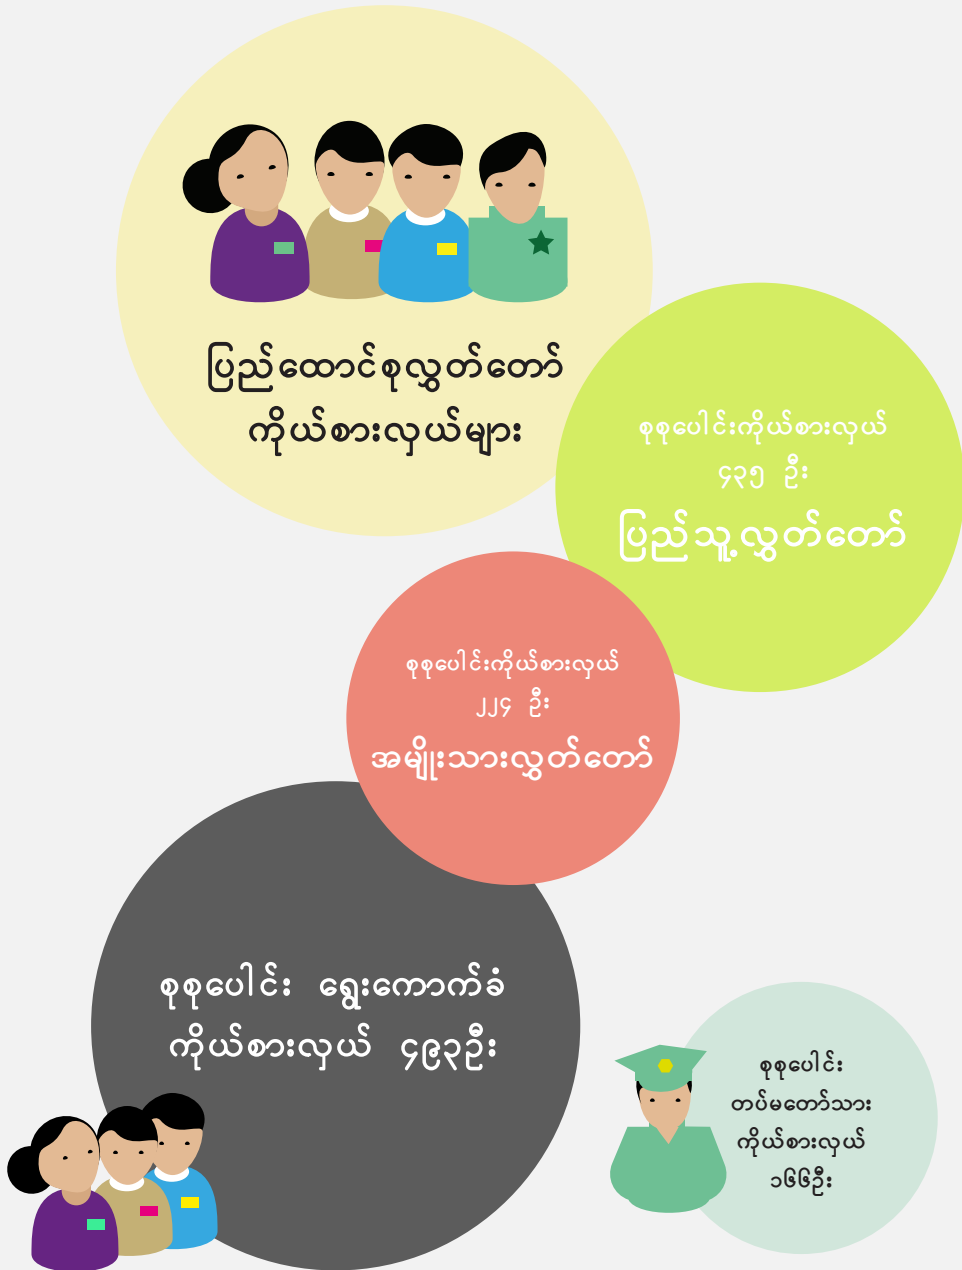 ပြည်ထောင်စုလွှတ်တော်
ကိုယ်စားလှယ်များ
စုစုပေါင်းကိုယ်စားလှယ်
၄၃၅ ဦး
ပြည်သူ့လွှတ်တော်
စုစုပေါင်းကိုယ်စားလှယ်
၂၂၄ ဦး
အမျိုးသားလွှတ်တော်
စုစုပေါင်း ရွေးကောက်ခံ
ကိုယ်စားလှယ် ၄၉၃ဦး
စုစုပေါင်း
တပ်မတော်သား
ကိုယ်စားလှယ်
၁၆၆ဦး